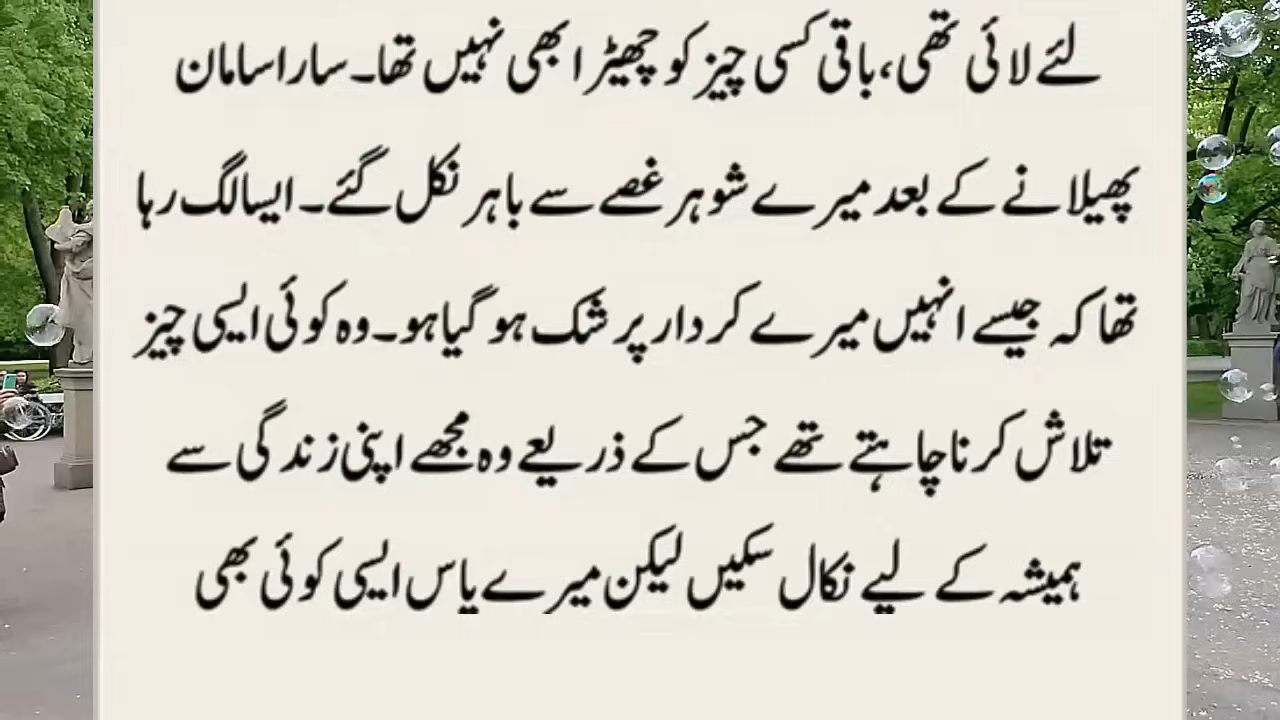 لئے لائی تھی، باقی کسی چیز کو چھیڑا بھی نہیں تھا۔ سارا سامان
پھیلانے کے بعد میرے شوہر غصے سے باہر نکل گئے۔ ایسا لگ رہا
تھا کہ جیسے انہیں میرے کردار پر شک ہو گیا ہو۔ وہ کوئی ایسی چیز
تلاش کرنا چاہتے تھے جس کے ذریعے وہ مجھے اپنی زندگی سے
ہمیشہ کے لیے نکال سکیں لیکن میرے پاس ایسی کوئی بھی